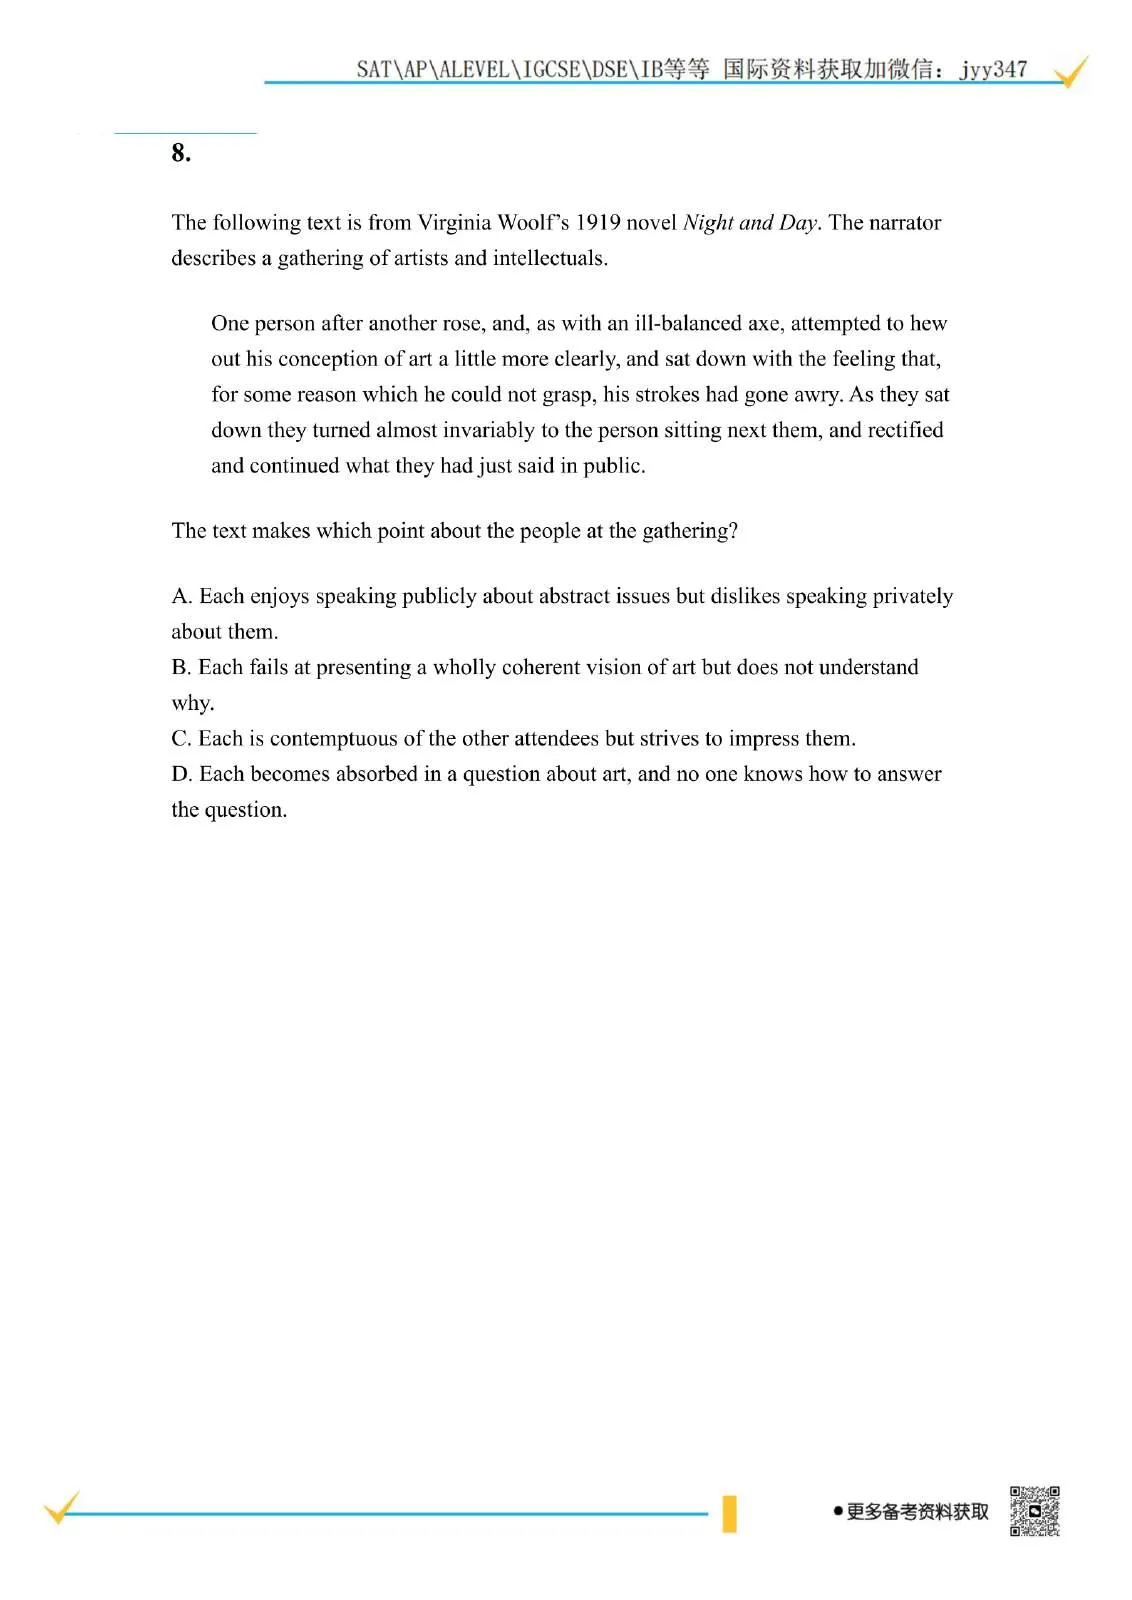 SAT\AP\ALEVEL\IGCSE\DSE\IB等等 国际资料获取加微信：jyy347
8.
The following text is from Virginia Woolf’s 1919 novel Night and Day. The narrator
describes a gathering of artists and intellectuals.
One person after another rose, and, as with an ill-balanced axe, attempted to hew
out his conception of art a little more clearly, and sat down with the feeling that,
for some reason which he could not grasp, his strokes had gone awry. As they sat
down they turned almost invariably to the person sitting next them, and rectified
and continued what they had just said in public.
The text makes which point about the people at the gathering?
A. Each enjoys speaking publicly about abstract issues but dislikes speaking privately
about them.
B. Each fails at presenting a wholly coherent vision of art but does not understand
why.
C. Each is contemptuous of the other attendees but strives to impress them.
D. Each becomes absorbed in a question about art, and no one knows how to answer
the question.
●更多备考资料获取